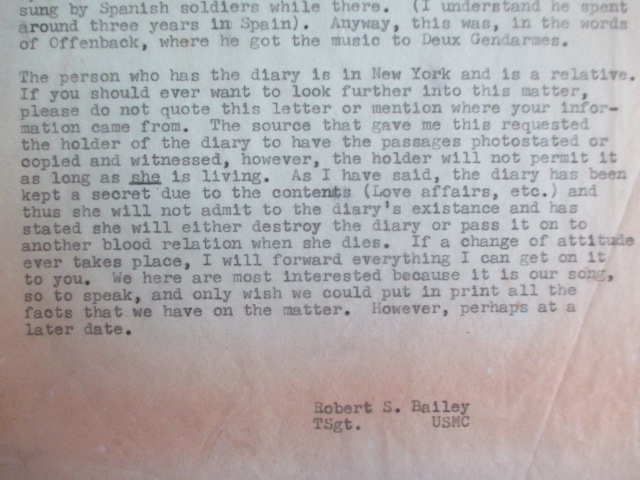 sung by Spanish soldiers while there.  (I understand he spent
around three years in Spain).  Anyway, this was, in the words
of Offenback, where he got the music to Deux Gendarmes.
The person who has the diary is in New York and is a relative.
If you should ever want to look further into this matter,
please do not quote this letter or mention where your infor-
mation came from.  The source that gave me this requested
the holder of the diary to have the passages photostated or
copied and witnessed, however, the holder will not permit it
as long as she is living.  As I have said, the diary has been
kept a secret due to the contents (Love affairs, etc.) and
thus she will not admit to the diary's existance and has
stated she will either destroy the diary or pass it on to
another blood relation when she dies.  If a change of attitude
ever takes place, I will forward everything I can get on it
to you.  We here are most interested because it is our song,
so to speak, and only wish we could put in print all the
facts that we have on the matter.  However, perhaps at a
later date.
Robert S. Bailey
TSgt.        USMC